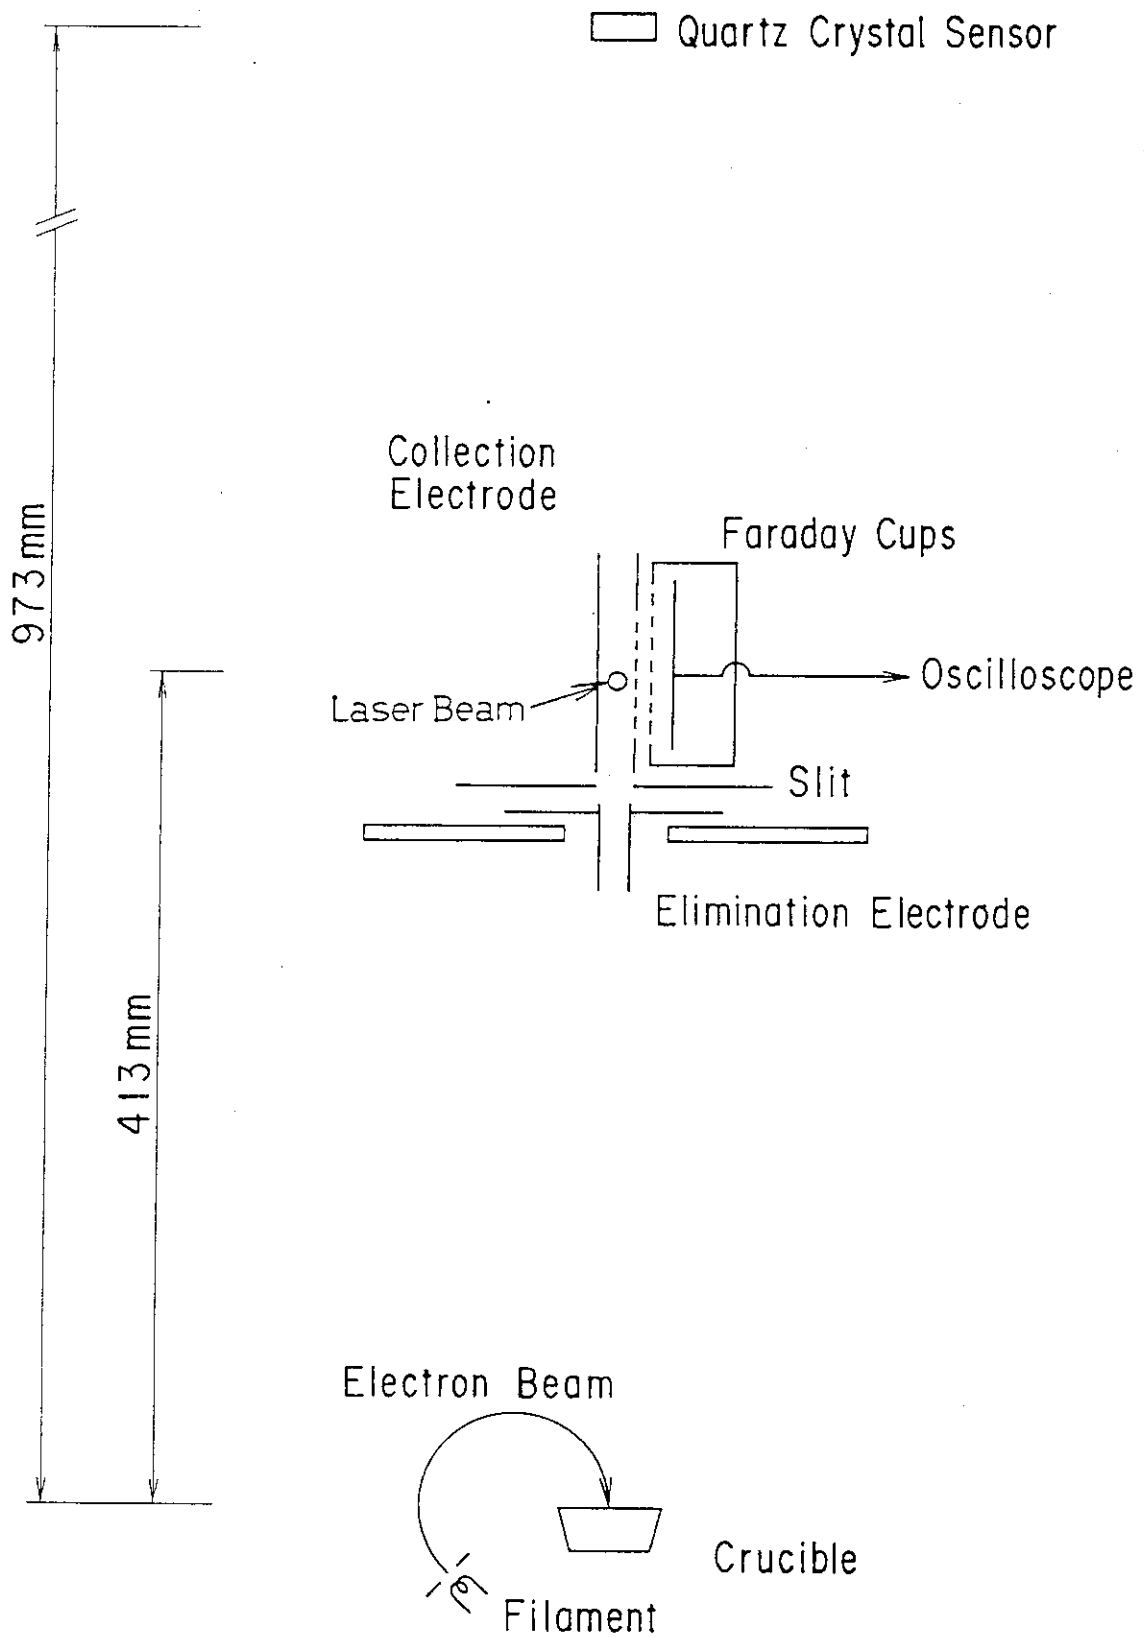 Quartz Crystal Sensor
Collection
Electrode
Faraday Cups
973mm
Oscilloscope
Laser Beam
Slit
Elimination Electrode
413mm
Electron Beam
Crucible
Filament